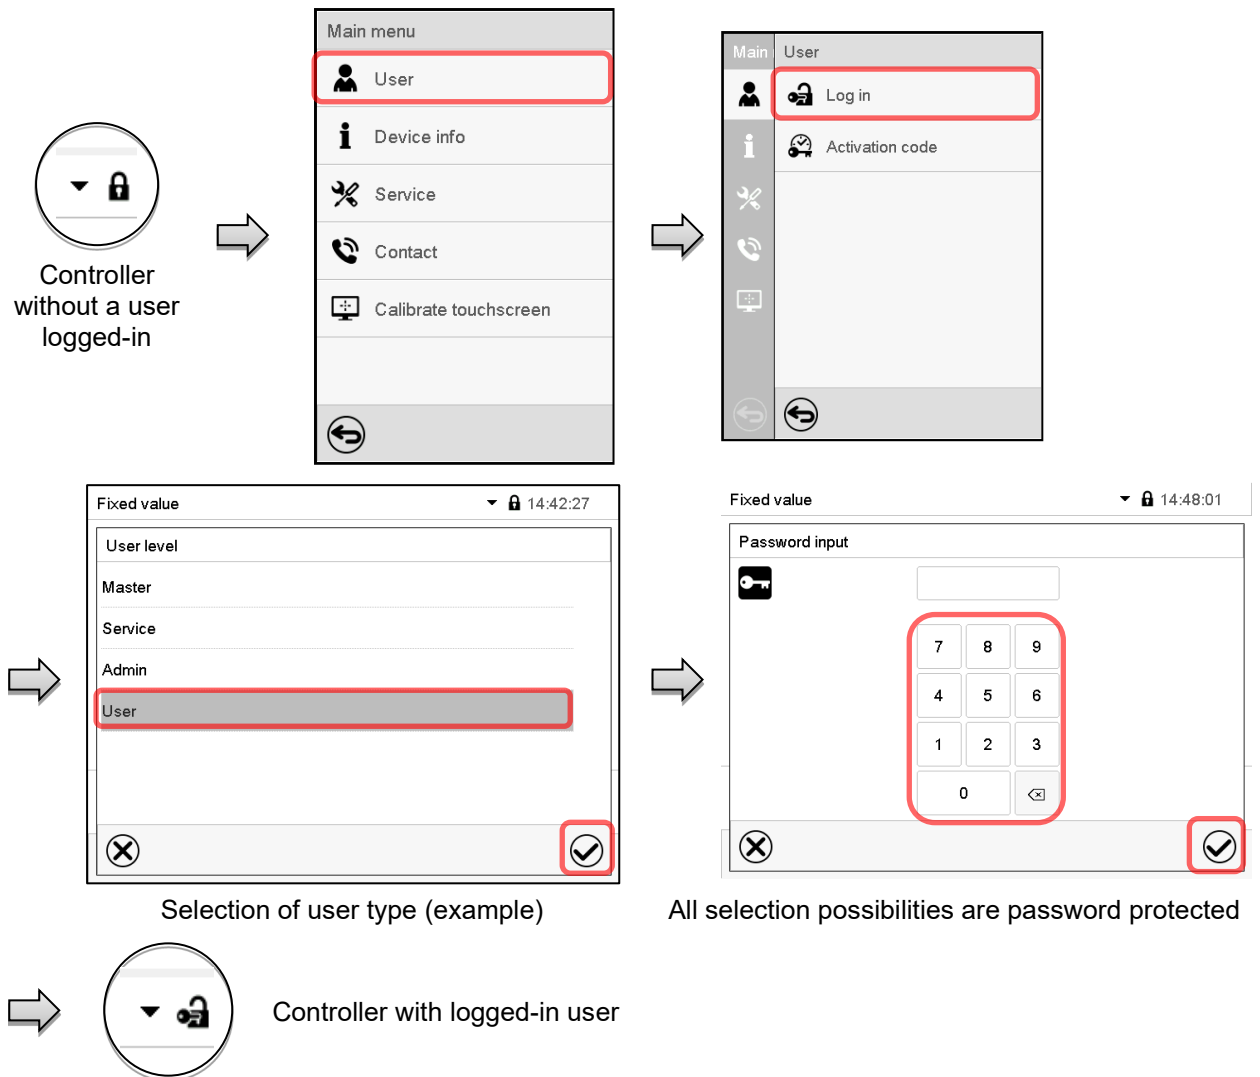 Controller
without a user
logged-in
Main menu
User
Device info
Service
Contact
Calibrate touchscreen
Main
User
Log in
Activation code
Fixed value 14:42:27
User level
Master
Service
Admin
User
Selection of user type (example)
Fixed value 14:48:01
Password input
7 8 9
4 5 6
1 2 3
0
All selection possibilities are password protected
Controller with logged-in user